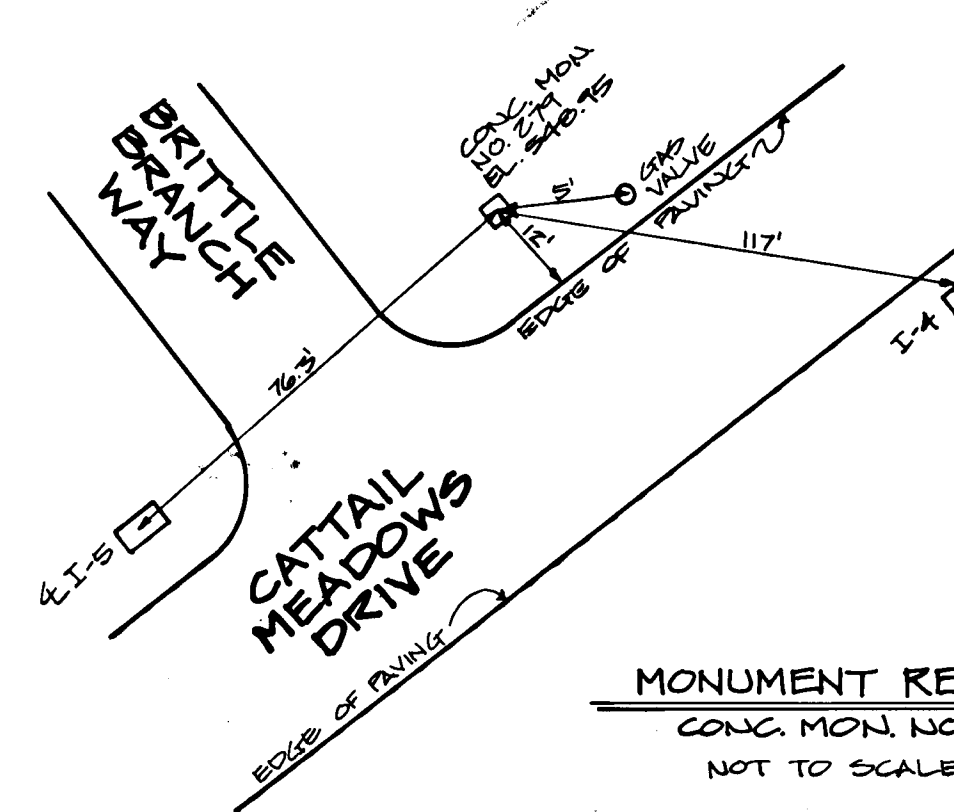 BRITTLE
BRANCH
WAY
CONC. MON
NO. 279
EL. 548.95
GAS
VALVE
5'
12'
EDGE OF PAVING
117'
I-4
76.3'
℄ I-5
CATTAIL
MEADOWS
DRIVE
EDGE OF PAVING
MONUMENT RE
CONC. MON. NO
NOT TO SCALE